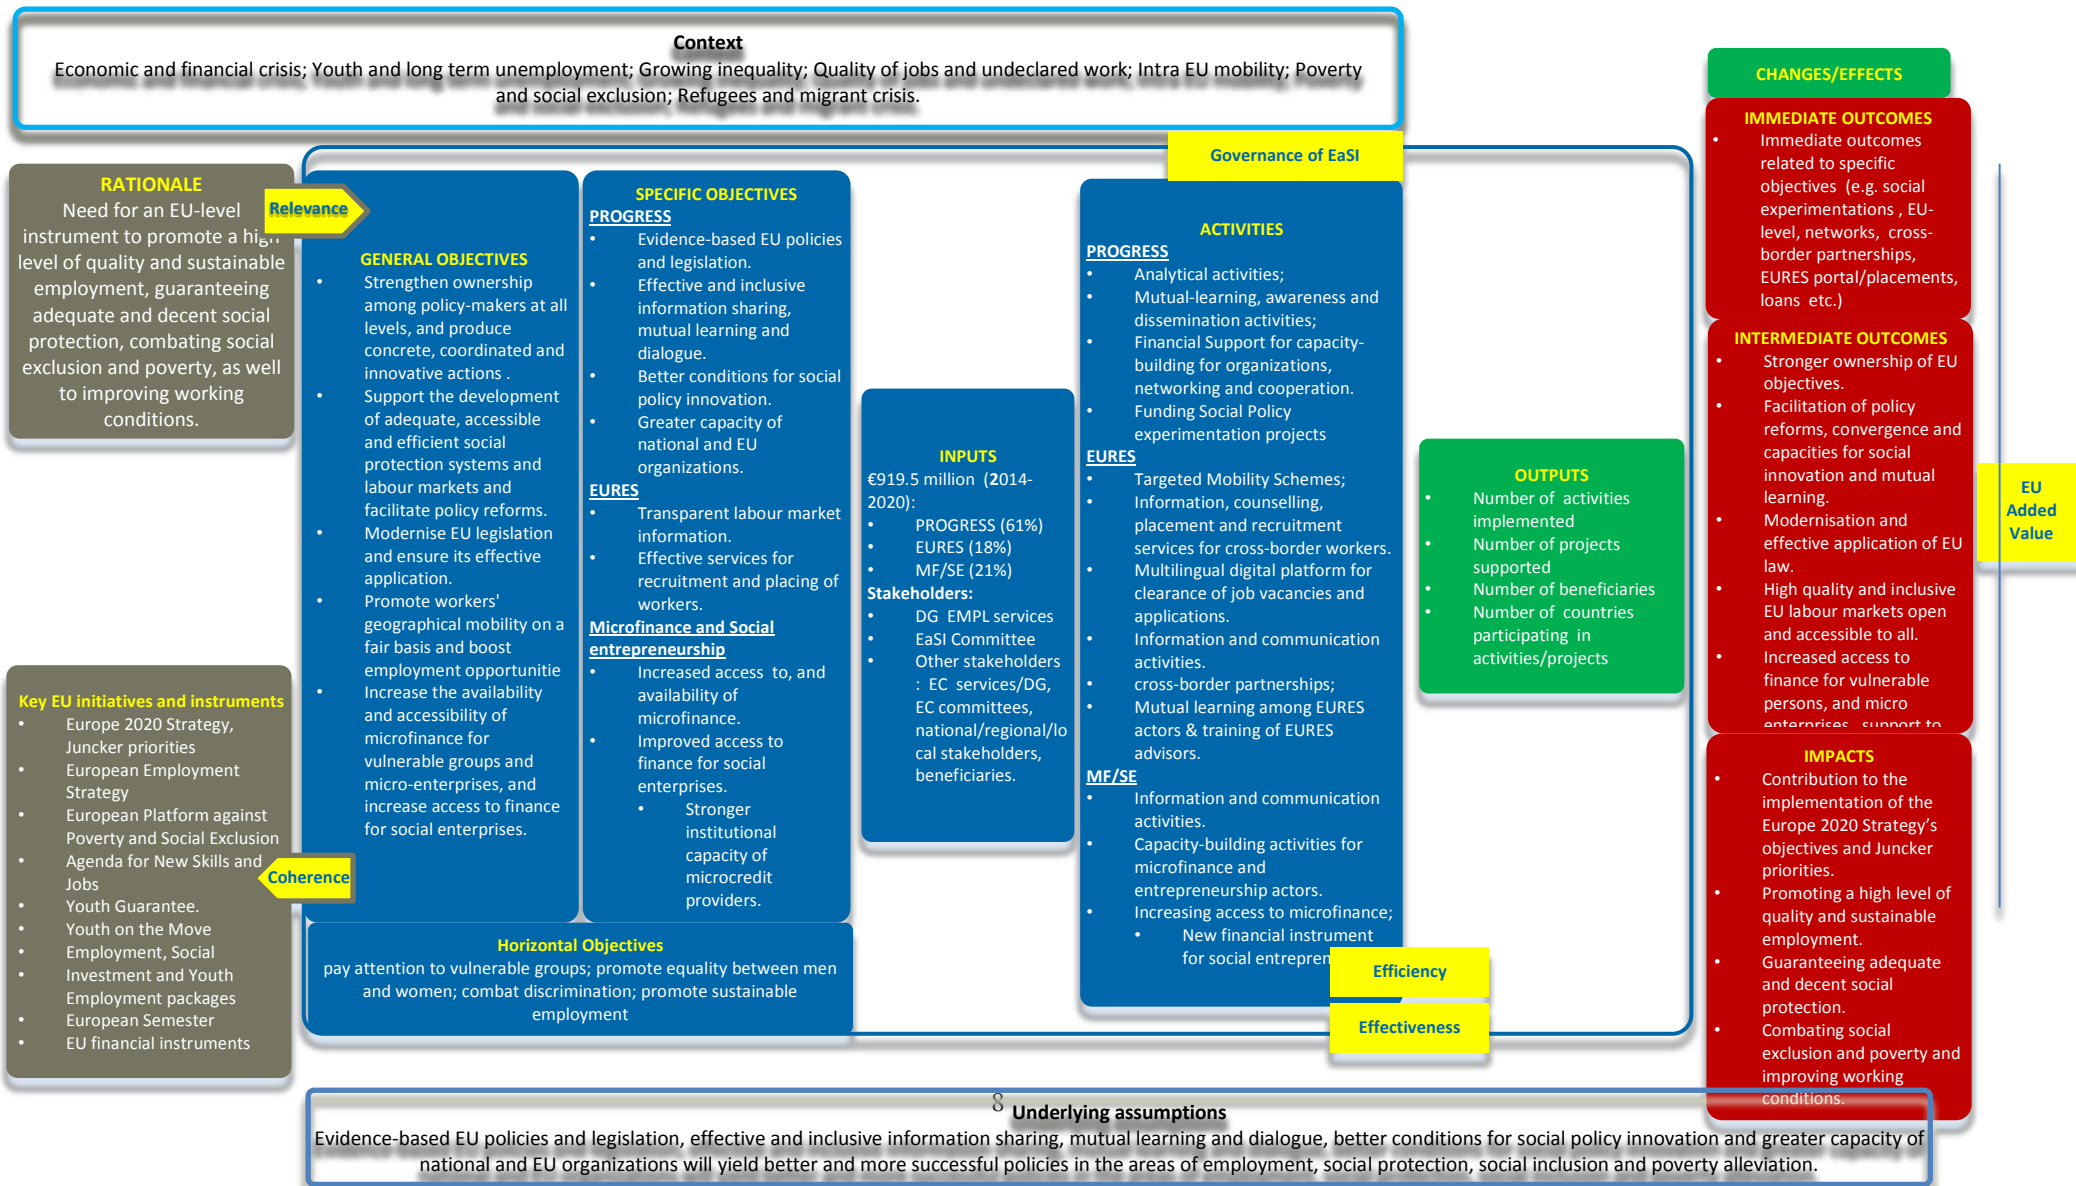 Context
Economic and financial crisis; Youth and long term unemployment; Growing inequality; Quality of jobs and undeclared work; Intra EU mobility; Poverty
and social exclusion; Refugees and migrant crisis.
Governance of EaSI
RATIONALE
Need for an EU-level
instrument to promote a high
level of quality and sustainable
employment, guaranteeing
adequate and decent social
protection, combating social
exclusion and poverty, as well
to improving working
conditions.
Relevance
Key EU initiatives and instruments
• Europe 2020 Strategy,
Juncker priorities
• European Employment
Strategy
• European Platform against
Poverty and Social Exclusion
• Agenda for New Skills and
Jobs
• Youth Guarantee.
• Youth on the Move
• Employment, Social
• Investment and Youth
Employment packages
• European Semester
• EU financial instruments
Coherence
GENERAL OBJECTIVES
• Strengthen ownership
among policy-makers at all
levels, and produce
concrete, coordinated and
innovative actions .
• Support the development
of adequate, accessible
and efficient social
protection systems and
labour markets and
facilitate policy reforms.
• Modernise EU legislation
and ensure its effective
application.
• Promote workers'
geographical mobility on a
fair basis and boost
employment opportunitie
• Increase the availability
and accessibility of
microfinance for
vulnerable groups and
micro-enterprises, and
increase access to finance
for social enterprises.
SPECIFIC OBJECTIVES
PROGRESS
• Evidence-based EU policies
and legislation.
• Effective and inclusive
information sharing,
mutual learning and
dialogue.
• Better conditions for social
policy innovation.
• Greater capacity of
national and EU
organizations.
EURES
• Transparent labour market
information.
• Effective services for
recruitment and placing of
workers.
Microfinance and Social
entrepreneurship
• Increased access to, and
availability of
microfinance.
• Improved access to
finance for social
enterprises.
• Stronger
institutional
capacity of
microcredit
providers.
Horizontal Objectives
pay attention to vulnerable groups; promote equality between men
and women; combat discrimination; promote sustainable
employment
INPUTS
€919.5 million (2014-
2020):
• PROGRESS (61%)
• EURES (18%)
• MF/SE (21%)
Stakeholders:
• DG EMPL services
• EaSI Committee
• Other stakeholders
: EC services/DG,
EC committees,
national/regional/lo
cal stakeholders,
beneficiaries.
ACTIVITIES
PROGRESS
• Analytical activities;
• Mutual-learning, awareness and
dissemination activities;
• Financial Support for capacity-
building for organizations,
networking and cooperation.
• Funding Social Policy
experimentation projects
EURES
• Targeted Mobility Schemes;
• Information, counselling,
placement and recruitment
services for cross-border workers.
• Multilingual digital platform for
clearance of job vacancies and
applications.
• Information and communication
activities.
• cross-border partnerships;
• Mutual learning among EURES
actors & training of EURES
advisors.
MF/SE
• Information and communication
activities.
• Capacity-building activities for
microfinance and
entrepreneurship actors.
• Increasing access to microfinance;
• New financial instrument
for social entrepren
Efficiency
Effectiveness
OUTPUTS
• Number of activities
implemented
• Number of projects
supported
• Number of beneficiaries
• Number of countries
participating in
activities/projects
CHANGES/EFFECTS
IMMEDIATE OUTCOMES
• Immediate outcomes
related to specific
objectives (e.g. social
experimentations , EU-
level, networks, cross-
border partnerships,
EURES portal/placements,
loans etc.)
INTERMEDIATE OUTCOMES
• Stronger ownership of EU
objectives.
• Facilitation of policy
reforms, convergence and
capacities for social
innovation and mutual
learning.
• Modernisation and
effective application of EU
law.
• High quality and inclusive
EU labour markets open
and accessible to all.
• Increased access to
finance for vulnerable
persons, and micro
enterprises, support to
IMPACTS
• Contribution to the
implementation of the
Europe 2020 Strategy’s
objectives and Juncker
priorities.
• Promoting a high level of
quality and sustainable
employment.
• Guaranteeing adequate
and decent social
protection.
• Combating social
exclusion and poverty and
improving working
conditions.
EU
Added
Value
8
Underlying assumptions
Evidence-based EU policies and legislation, effective and inclusive information sharing, mutual learning and dialogue, better conditions for social policy innovation and greater capacity of
national and EU organizations will yield better and more successful policies in the areas of employment, social protection, social inclusion and poverty alleviation.